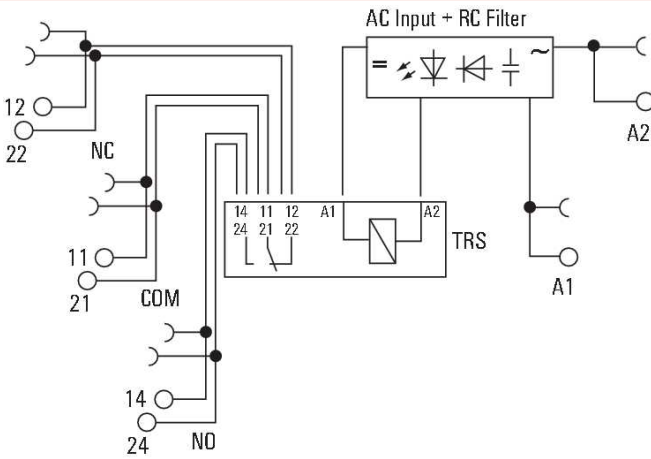 AC Input + RC Filter
= ~
12
22
NC
A2
14 11 12 A1 A2
24 21 22
TRS
11
21
COM
A1
14
24
NO